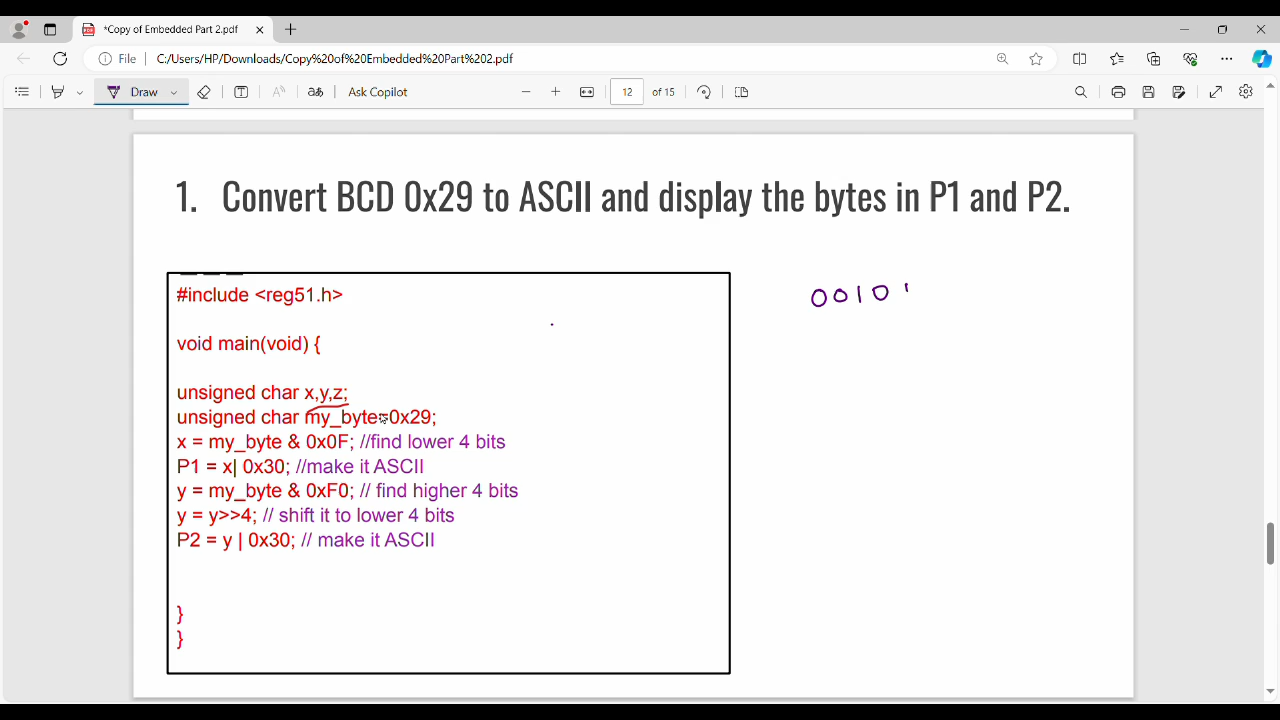 *Copy of Embedded Part 2.pdf
File C:/Users/HP/Downloads/Copy%20of%20Embedded%20Part%202.pdf
Draw Ask Copilot 12 of 15
1. Convert BCD 0x29 to ASCII and display the bytes in P1 and P2.
#include <reg51.h>
0010
void main(void) {
unsigned char x,y,z;
unsigned char my_byte=0x29;
x = my_byte & 0x0F; //find lower 4 bits
P1 = x| 0x30; //make it ASCII
y = my_byte & 0xF0; // find higher 4 bits
y = y>>4; // shift it to lower 4 bits
P2 = y | 0x30; // make it ASCII
}
}